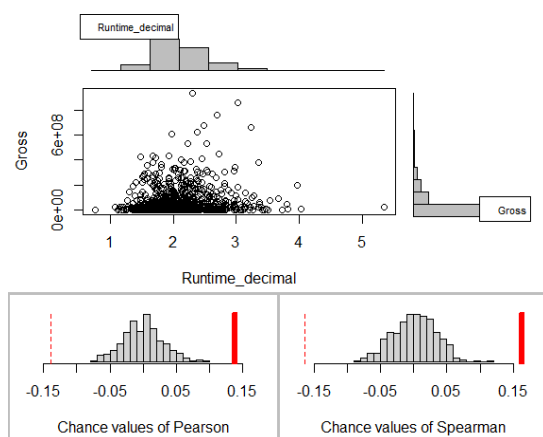 Runtime_decimal
Gross
6e+08
0e+00
1 2 3 4 5
Runtime_decimal
Gross
-0.15 -0.05 0.05 0.15
Chance values of Pearson
-0.15 -0.05 0.05 0.15
Chance values of Spearman